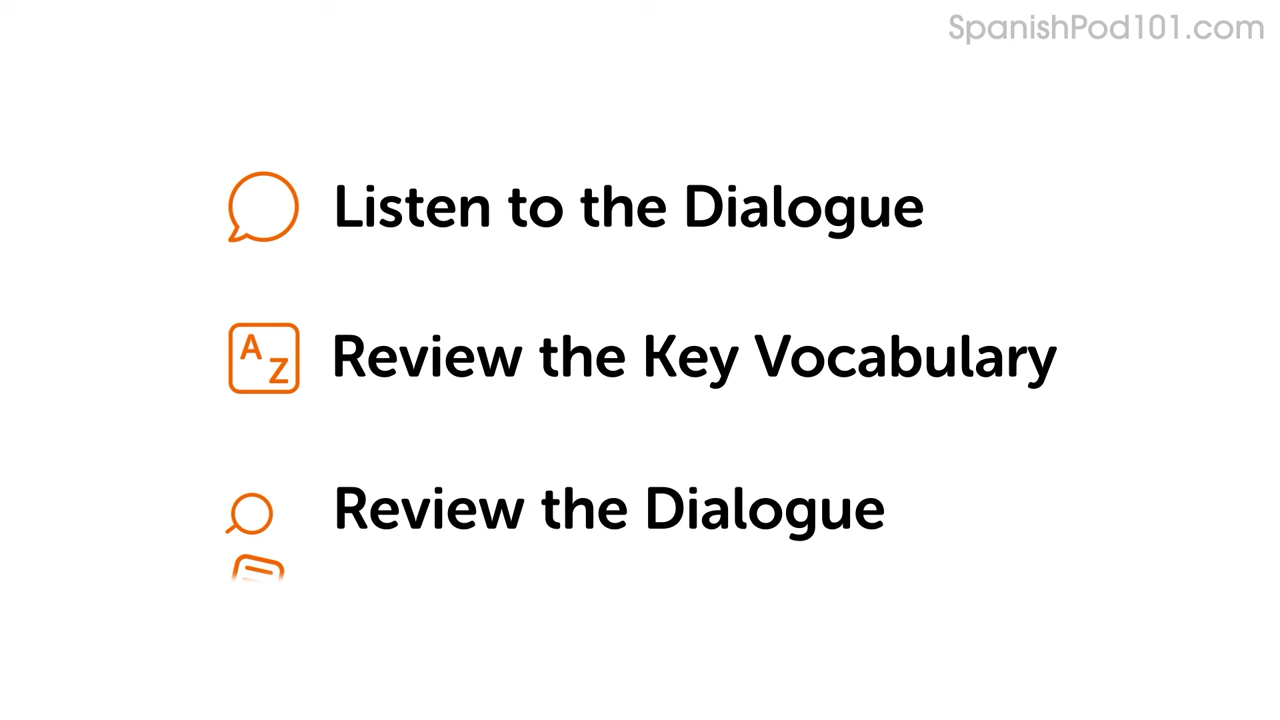 SpanishPod101.com
Listen to the Dialogue
A
Z
Review the Key Vocabulary
Review the Dialogue